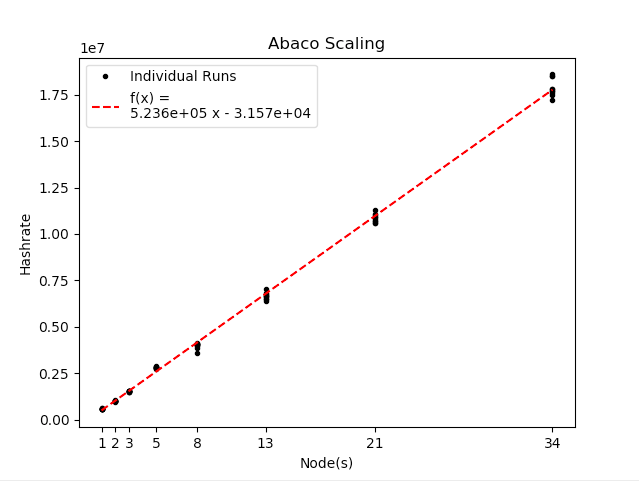 Abaco Scaling
1e7
Individual Runs
f(x) =
5.236e+05 x - 3.157e+04
1.75
1.50
1.25
1.00
0.75
0.50
0.25
0.00
Hashrate
1 2 3 5 8 13 21 34
Node(s)